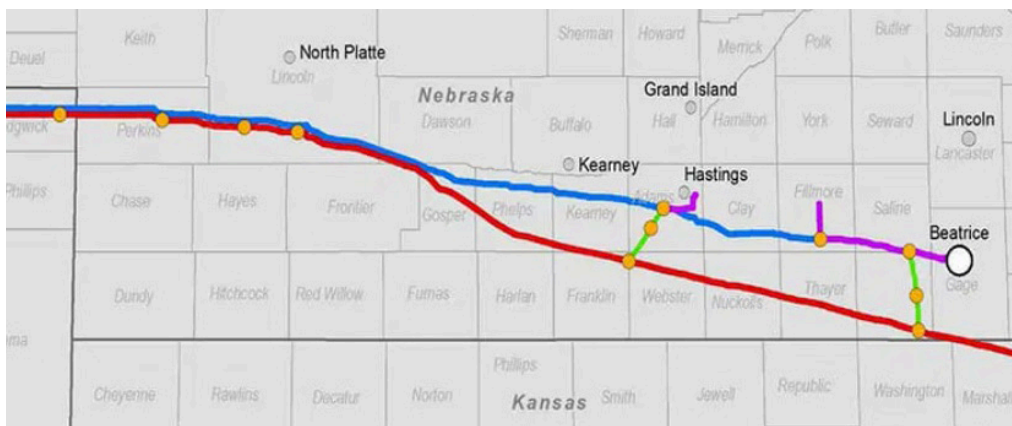 Keith
Sherman
Howard
Merrick
Polk
Butler
Saunders
Deuel
North Platte
Lincoln
Nebraska
Grand Island
dgwick
Perkins
Dawson
Buffalo
Hall
Hamilton
York
Seward
Lincoln
Lancaster
Kearney
Hastings
Phillips
Chase
Hayes
Frontier
Gosper
Phelps
Kearney
Adams
Clay
Fillmore
Saline
Beatrice
Gage
Dundy
Hitchcock
Red Willow
Furnas
Harlan
Franklin
Webster
Nuckolls
Thayer
ma
Phillips
Cheyenne
Rawlins
Decatur
Norton
Kansas
Smith
Jewell
Republic
Washington
Marshal